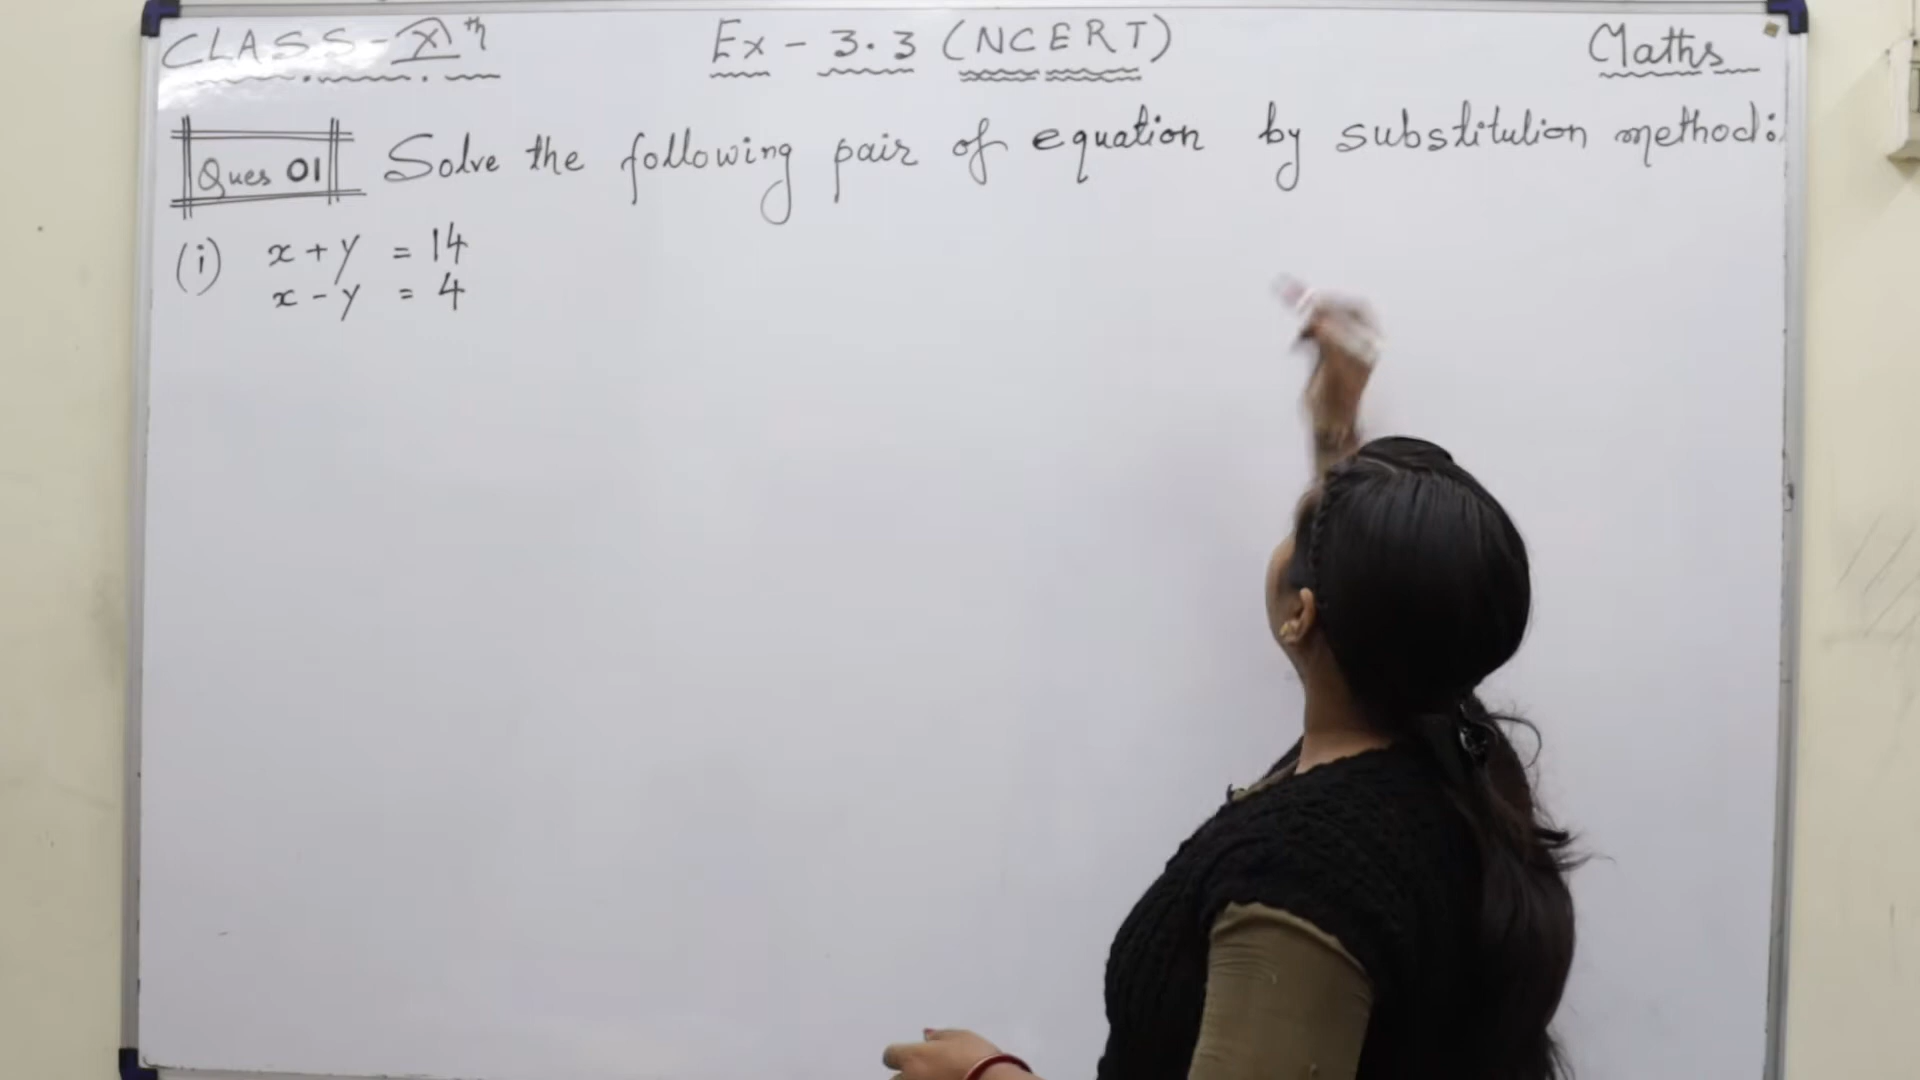 CLASS - Xth Ex - 3.3 (NCERT) Maths
Ques 01 Solve the following pair of equation by substitution method:
(i) x + y = 14
x - y = 4